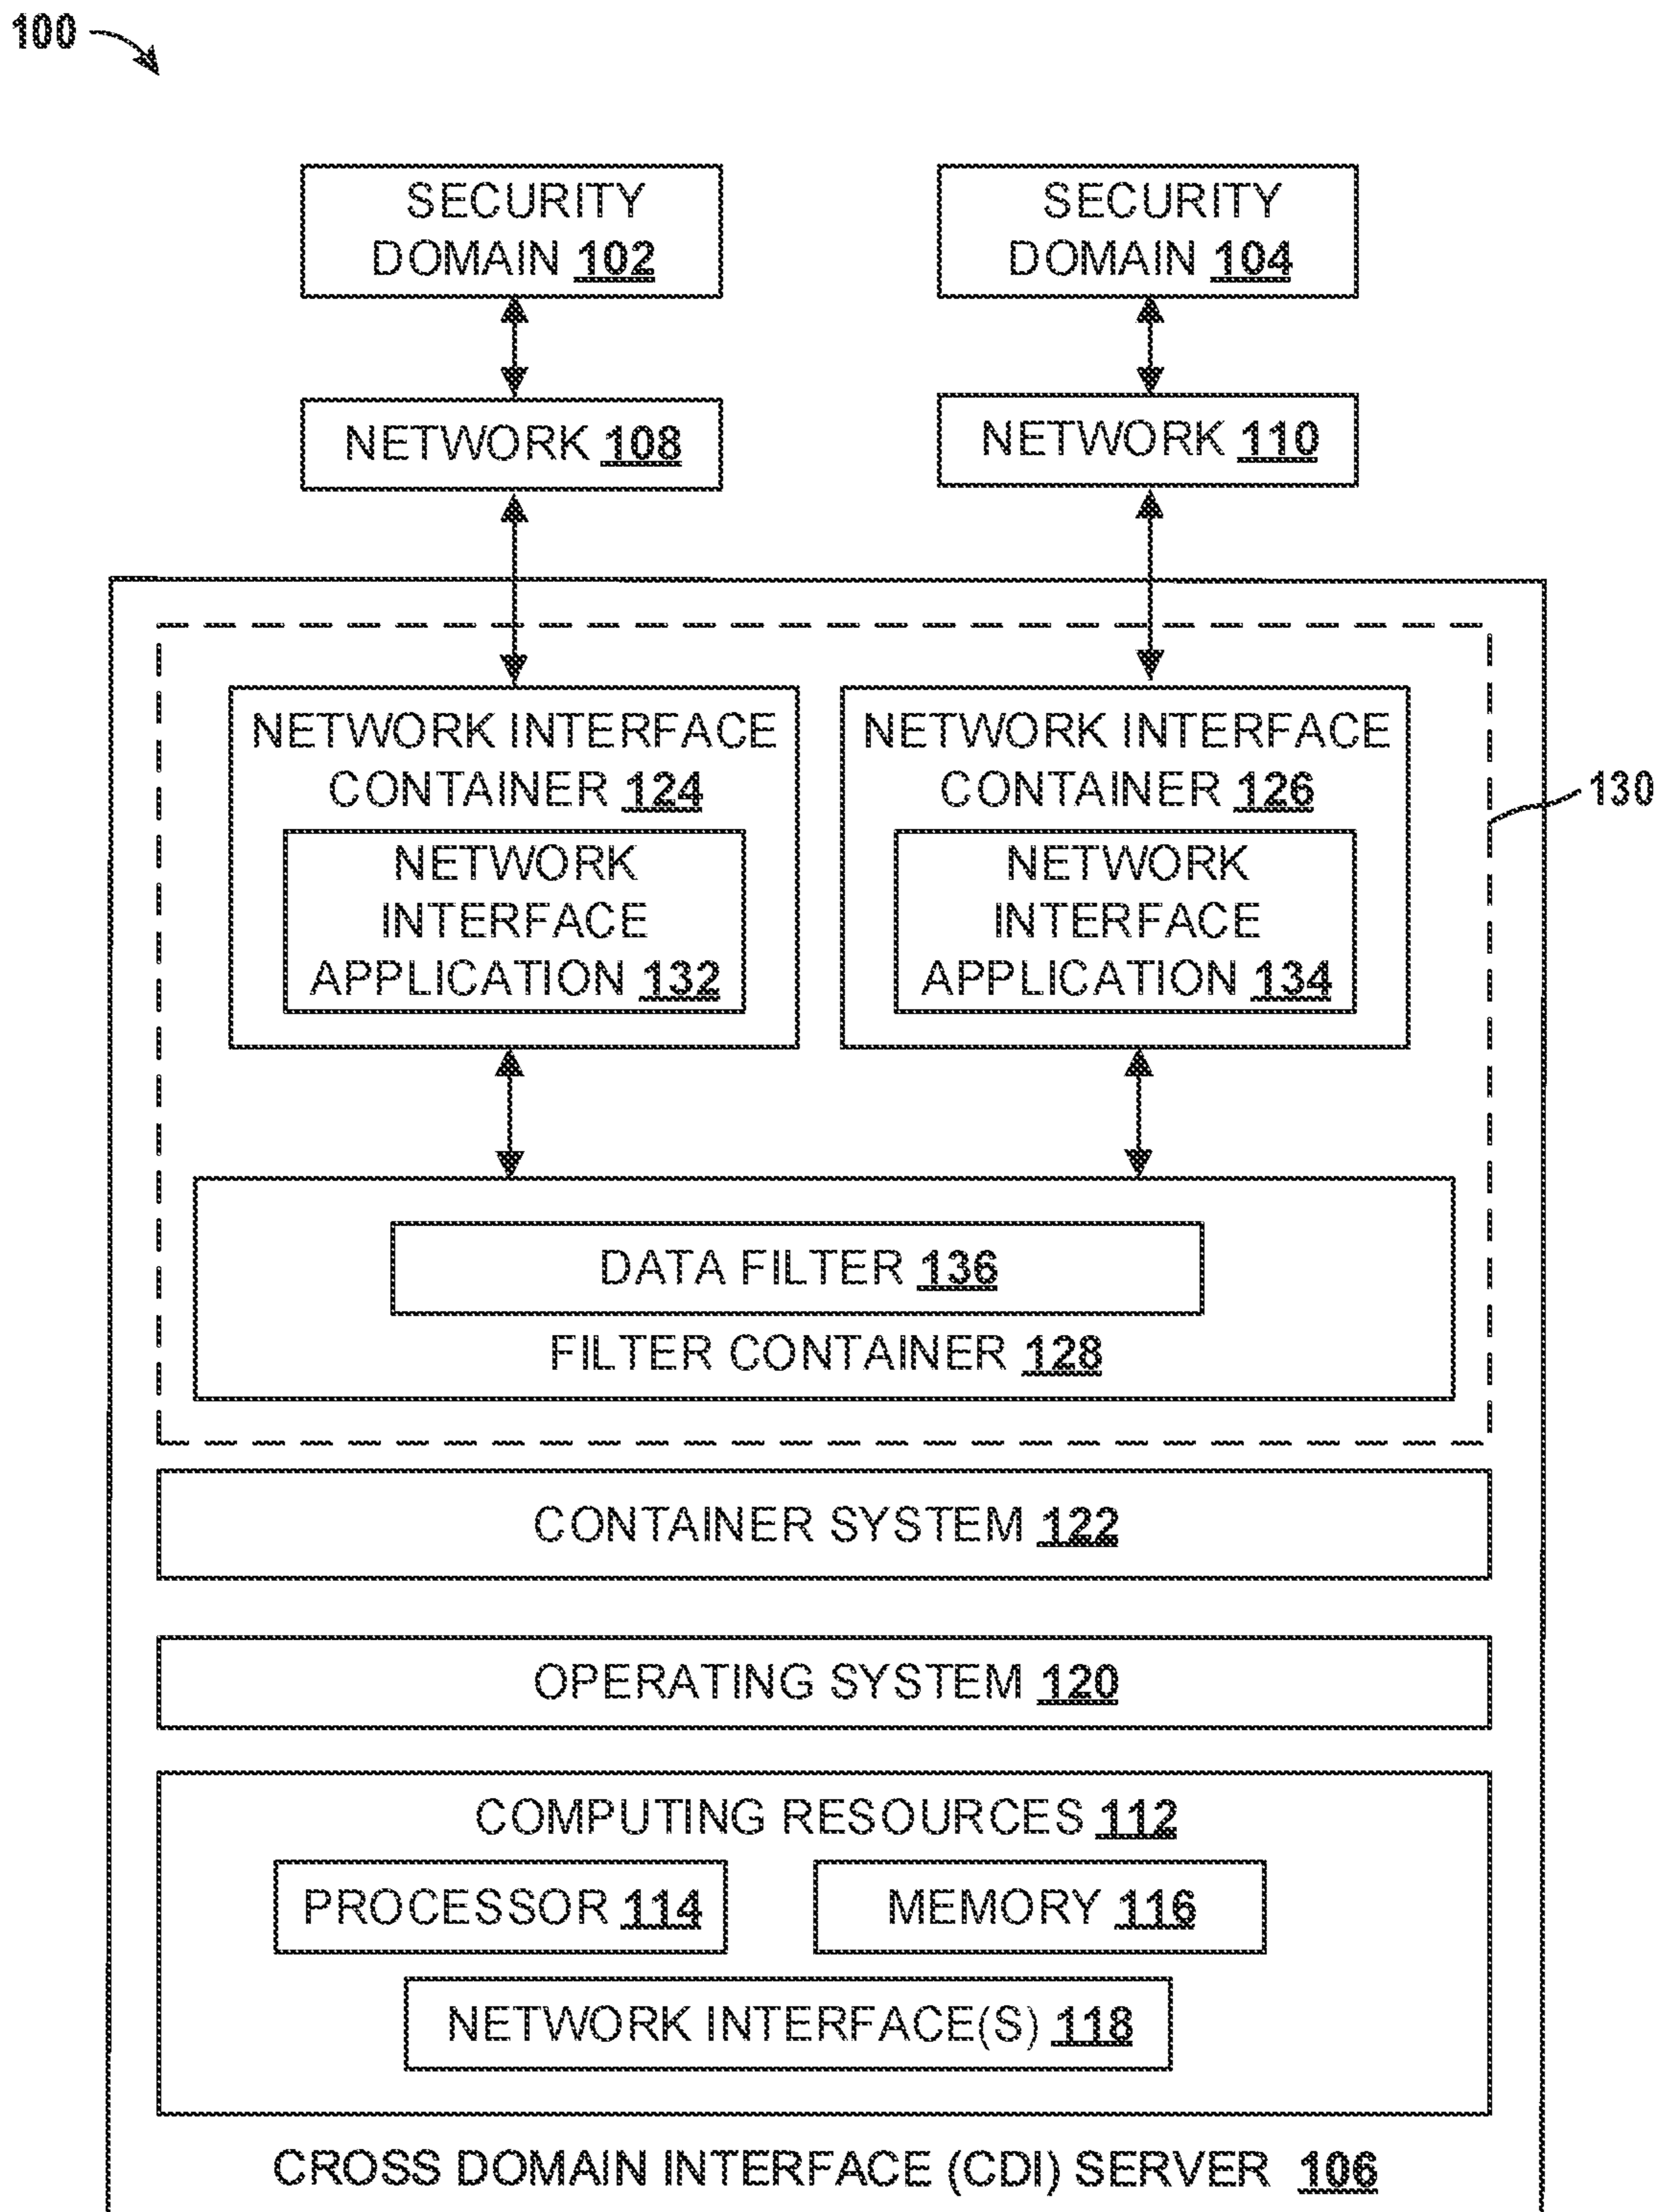 100
SECURITY
DOMAIN 102
SECURITY
DOMAIN 104
NETWORK 108
NETWORK 110
NETWORK INTERFACE
CONTAINER 124
NETWORK
INTERFACE
APPLICATION 132
NETWORK INTERFACE
CONTAINER 126
NETWORK
INTERFACE
APPLICATION 134
130
DATA FILTER 136
FILTER CONTAINER 128
CONTAINER SYSTEM 122
OPERATING SYSTEM 120
COMPUTING RESOURCES 112
PROCESSOR 114
MEMORY 116
NETWORK INTERFACE(S) 118
CROSS DOMAIN INTERFACE (CDI) SERVER 106